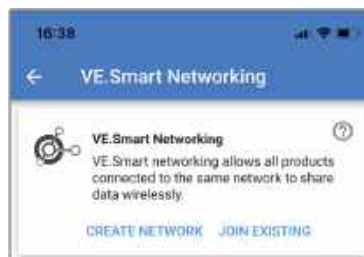 16:38
VE.Smart Networking
VE.Smart Networking
VE.Smart networking allows all products
connected to the same network to share
data wirelessly.
CREATE NETWORK JOIN EXISTING